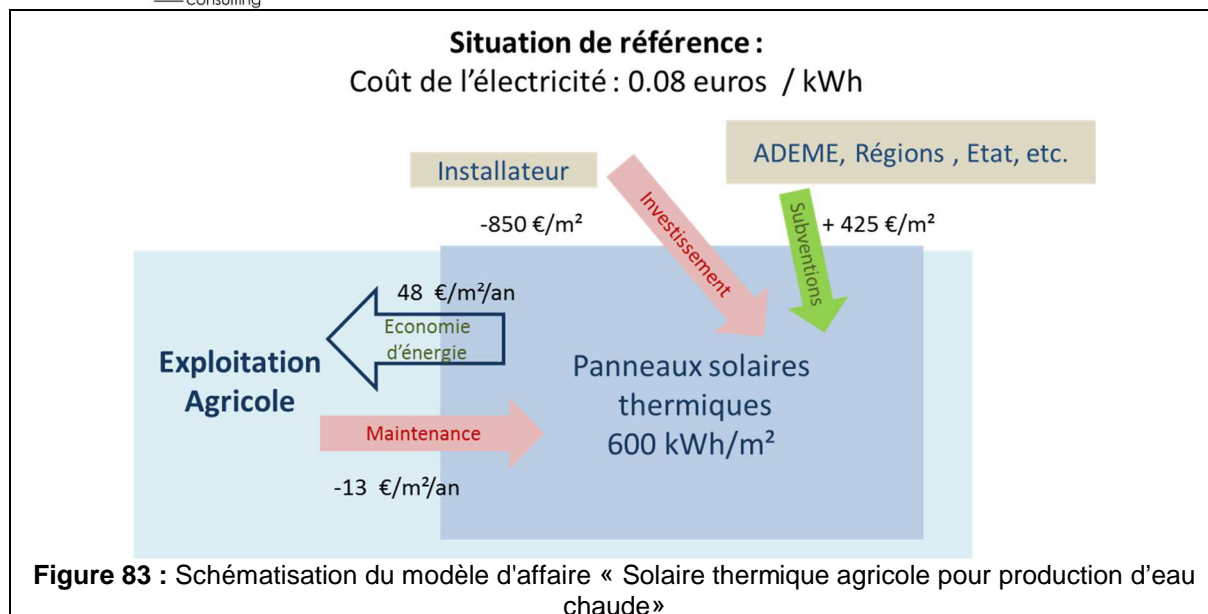 consulting
Situation de référence :
Coût de l'électricité : 0.08 euros / kWh
ADEME, Régions , Etat, etc.
Installateur
-850 €/m²
Investissement
Subventions
+ 425 €/m²
48 €/m²/an
Economie
d'énergie
Exploitation
Agricole
Panneaux solaires
thermiques
600 kWh/m²
Maintenance
-13 €/m²/an
Figure 83 : Schématisation du modèle d'affaire « Solaire thermique agricole pour production d'eau
chaude»